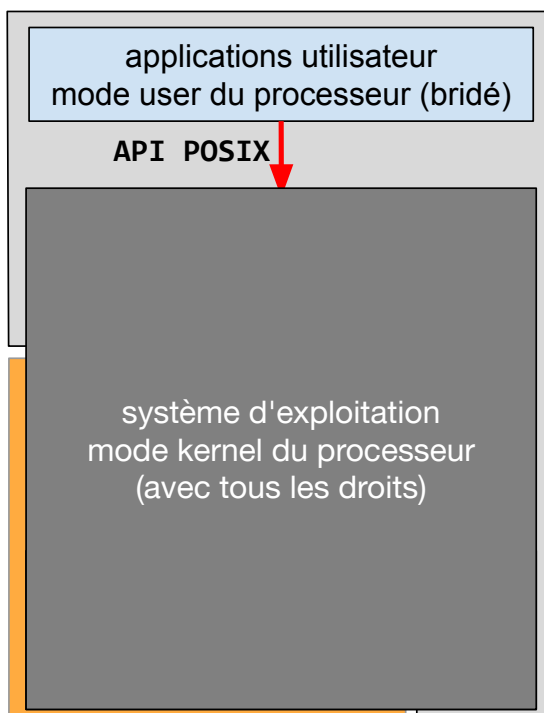 applications utilisateur
mode user du processeur (bridé)
API POSIX
système d'exploitation
mode kernel du processeur
(avec tous les droits)